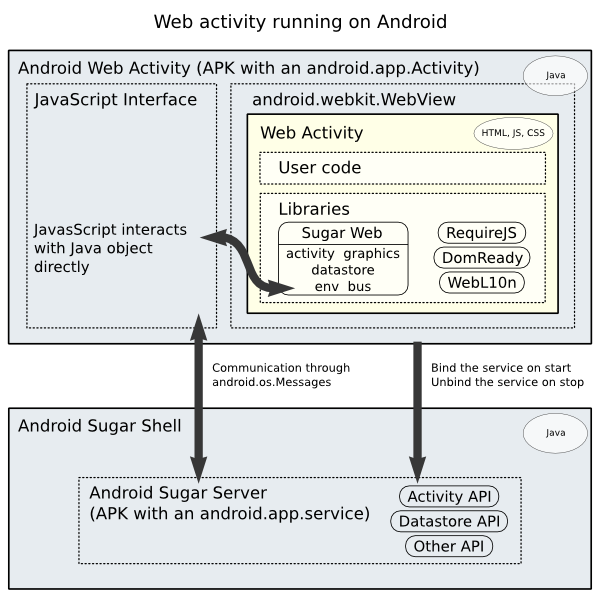 Web activity running on Android
Android Web Activity (APK with an android.app.Activity)
Java
JavaScript Interface
android.webkit.WebView
Web Activity
HTML, JS, CSS
User code
Libraries
Sugar Web
activity graphics
datastore
env bus
RequireJS
DomReady
WebL10n
JavasScript interacts
with Java object
directly
Communication through
android.os.Messages
Bind the service on start
Unbind the service on stop
Android Sugar Shell
Java
Android Sugar Server
(APK with an android.app.service)
Activity API
Datastore API
Other API